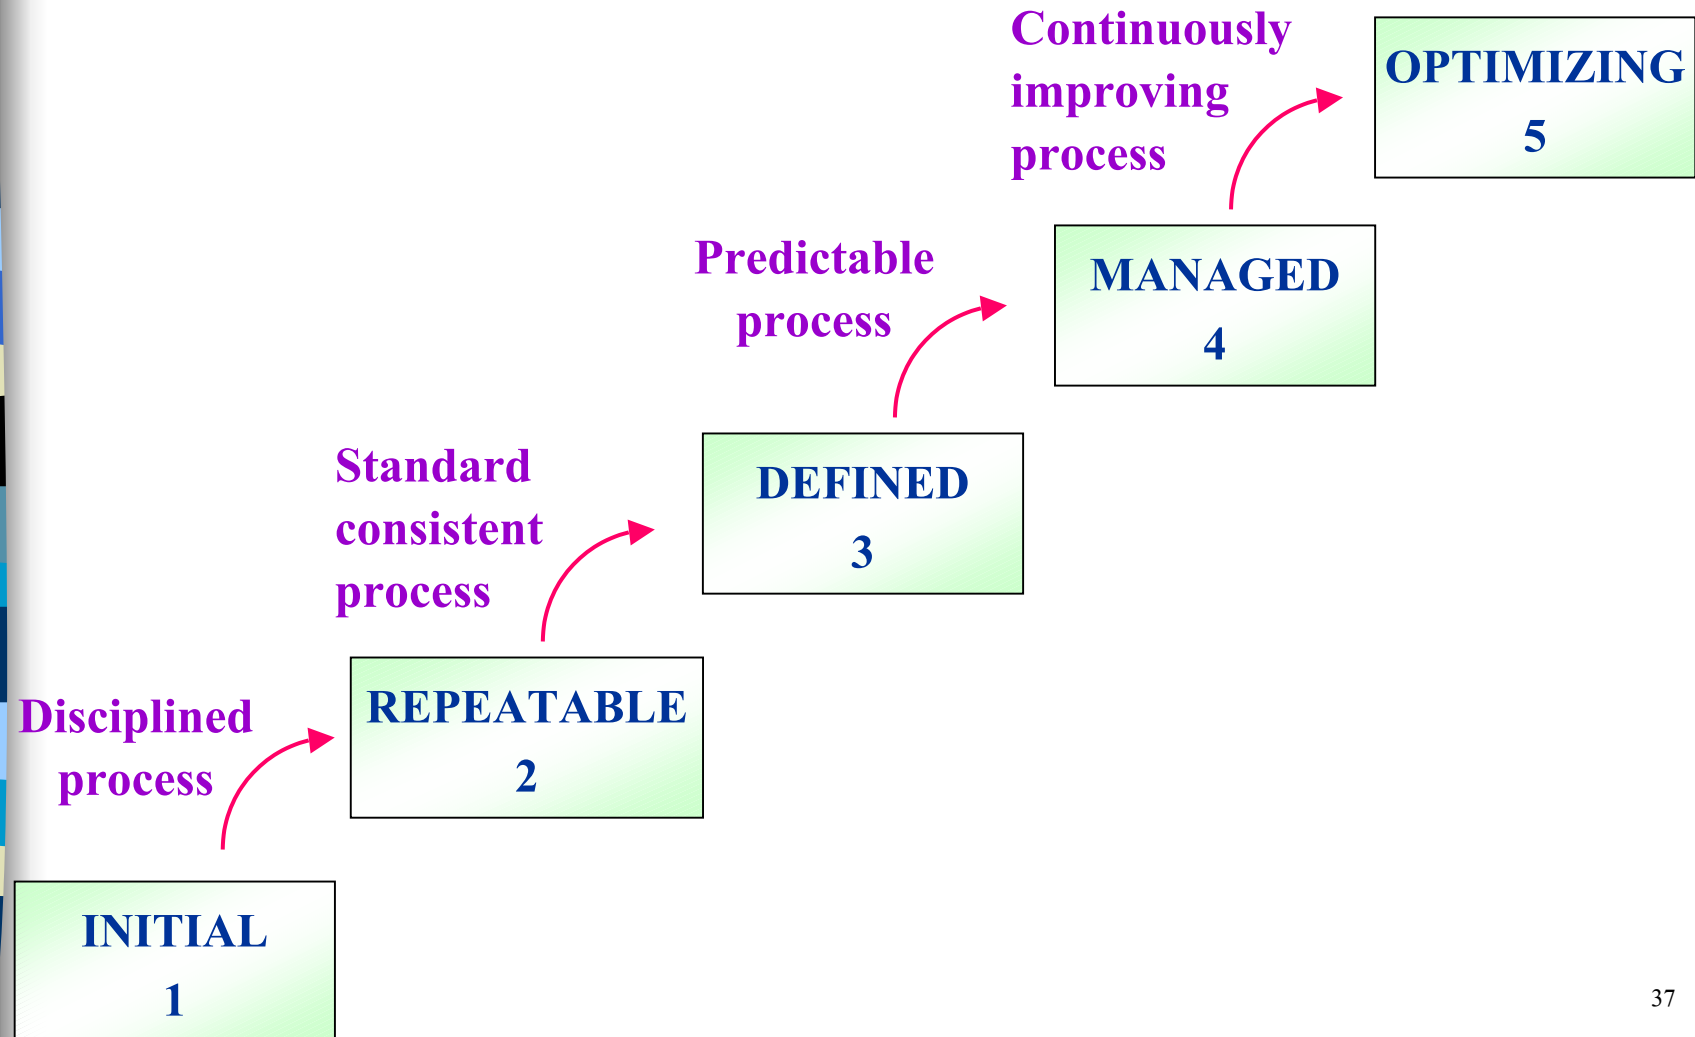 Continuously
improving
process
OPTIMIZING
5
Predictable
process
MANAGED
4
Standard
consistent
process
DEFINED
3
Disciplined
process
REPEATABLE
2
INITIAL
1
37